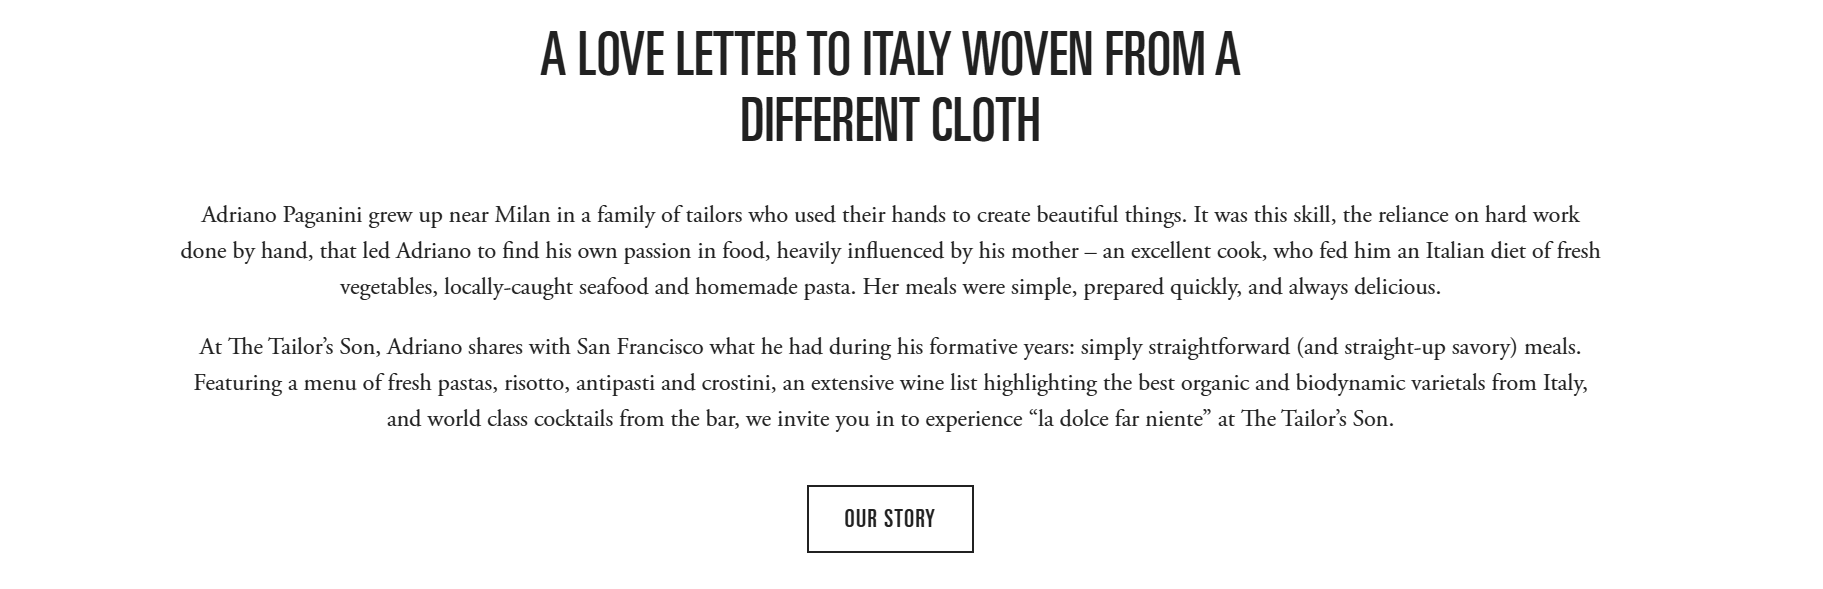 A LOVE LETTER TO ITALY WOVEN FROM A
DIFFERENT CLOTH
Adriano Paganini grew up near Milan in a family of tailors who used their hands to create beautiful things. It was this skill, the reliance on hard work
done by hand, that led Adriano to find his own passion in food, heavily influenced by his mother – an excellent cook, who fed him an Italian diet of fresh
vegetables, locally-caught seafood and homemade pasta. Her meals were simple, prepared quickly, and always delicious.
At The Tailor’s Son, Adriano shares with San Francisco what he had during his formative years: simply straightforward (and straight-up savory) meals.
Featuring a menu of fresh pastas, risotto, antipasti and crostini, an extensive wine list highlighting the best organic and biodynamic varietals from Italy,
and world class cocktails from the bar, we invite you in to experience “la dolce far niente” at The Tailor’s Son.
OUR STORY